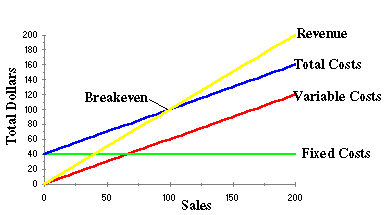 Revenue
200
180
160
140
120
100
80
60
40
20
0
Total Dollars
Total Costs
Breakeven
Variable Costs
Fixed Costs
0
50
100
150
200
Sales